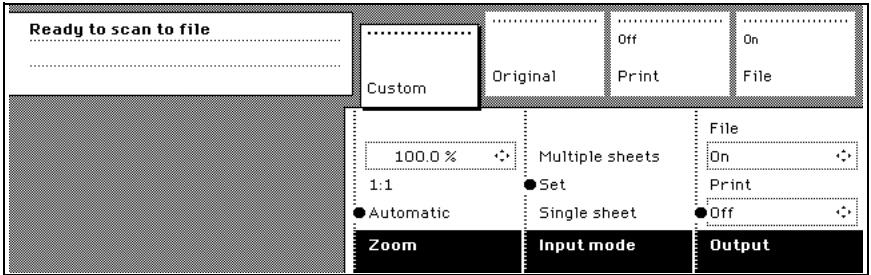 Ready to scan to file
Custom
Original
Off
Print
On
File
100.0 %
1:1
Automatic
Zoom
Multiple sheets
Set
Single sheet
Input mode
File
On
Print
Off
Output